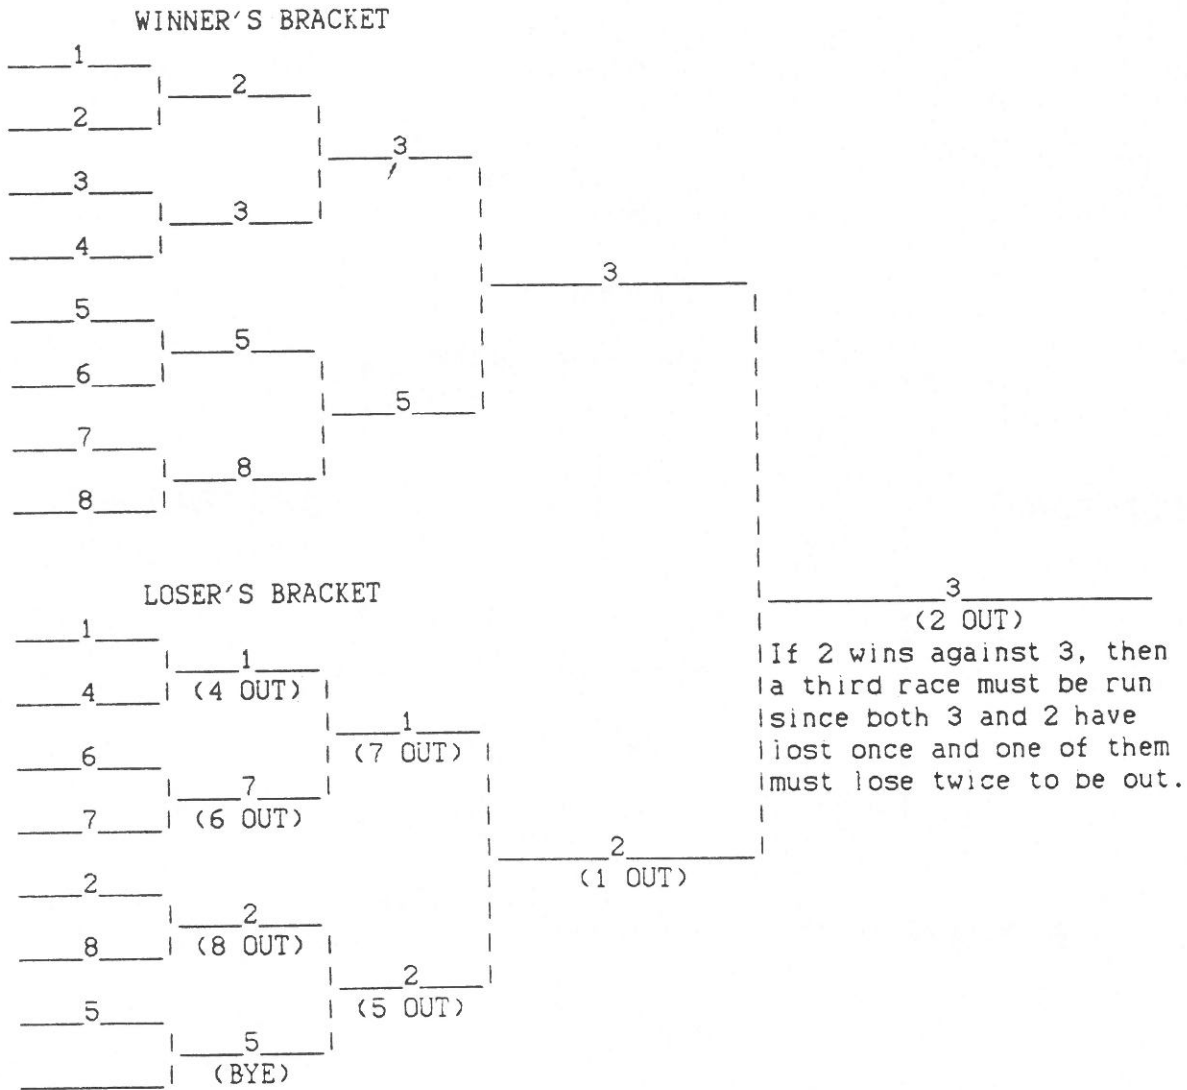 WINNER'S BRACKET
1
2
2
3
3
3
4
3
5
5
6
5
7
8
8
LOSER'S BRACKET
3
(2 OUT)
If 2 wins against 3, then
a third race must be run
since both 3 and 2 have
lost once and one of them
must lose twice to be out.
1
1
(4 OUT)
4
1
(7 OUT)
6
7
(6 OUT)
7
2
(1 OUT)
2
2
(8 OUT)
8
2
(5 OUT)
5
5
(BYE)